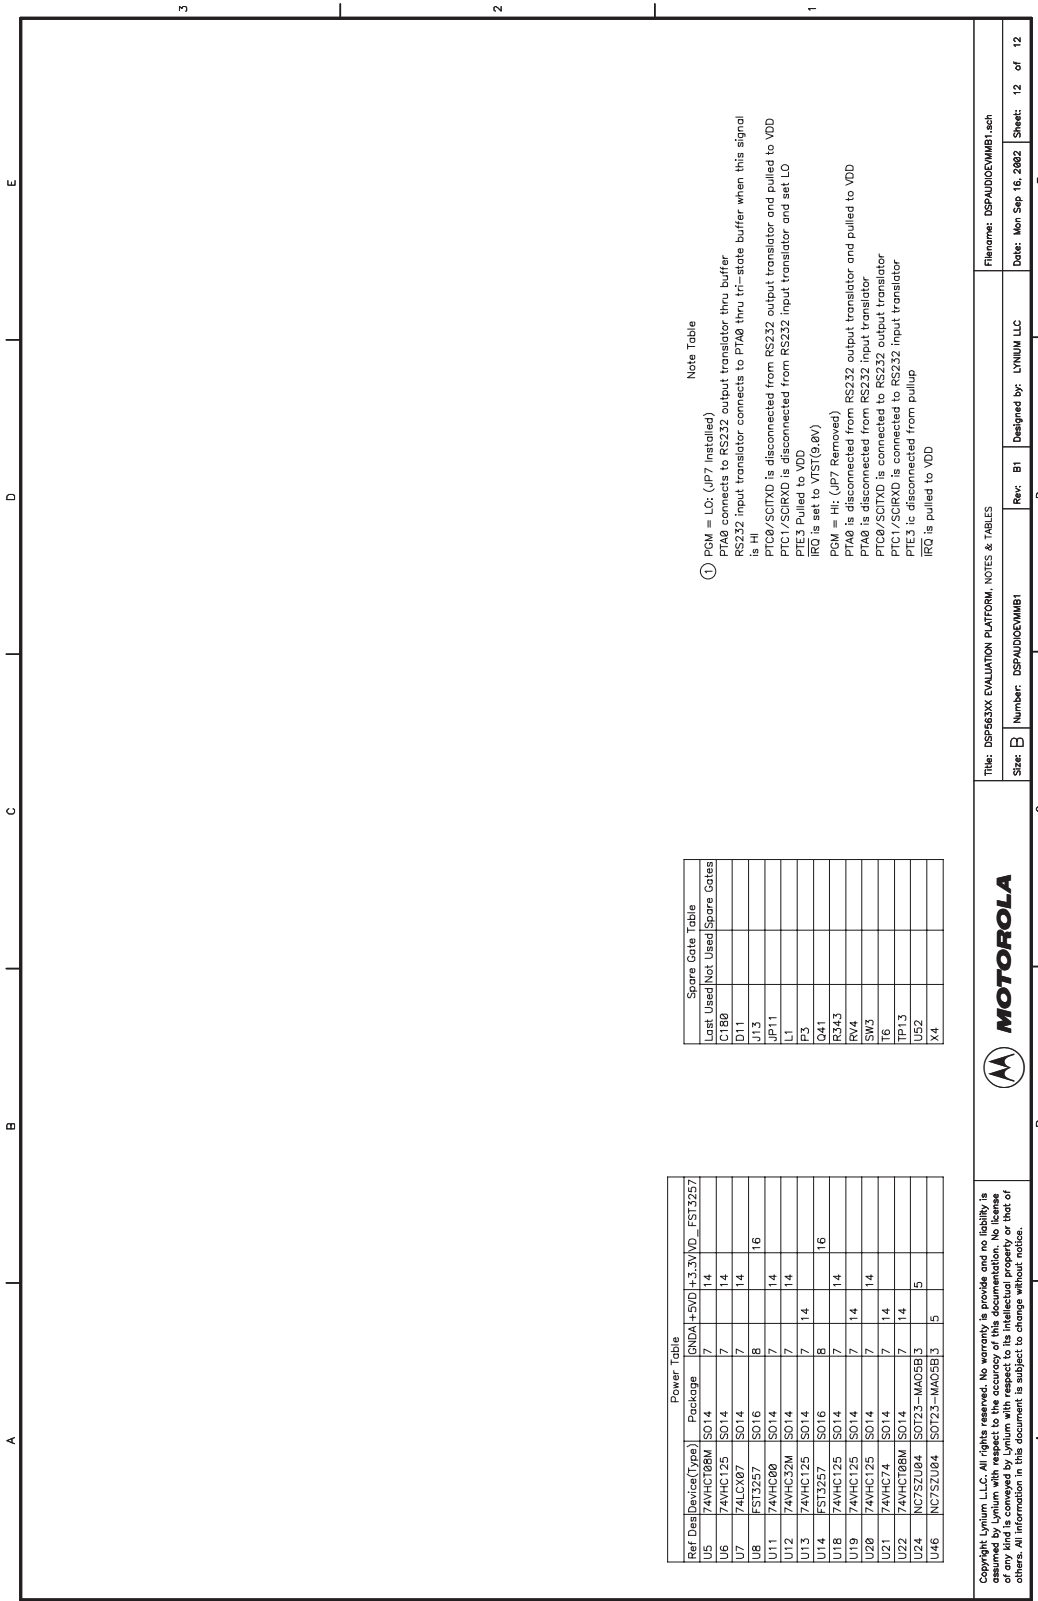 A
B
C
D
E
3
2
1
Power Table
Ref Des Device(Type) Package GNDA +5VD +3.3V VD_FST3257
U5 74VHCT08M SO14 7 14
U6 74VHC125 SO14 7 14
U7 74LCX07 SO14 7 14
U8 FST3257 SO16 8 16
U11 74VHC00 SO14 7 14
U12 74VHC32M SO14 7 14
U13 74VHC125 SO14 7 14
U14 FST3257 SO16 8 16
U18 74VHC125 SO14 7 14
U19 74VHC125 SO14 7 14
U20 74VHC125 SO14 7 14
U21 74VHC74 SO14 7 14
U22 74VHCT08M SO14 7 14
U24 NC7SZU04 SOT23-MA05B 3 5
U46 NC7SZU04 SOT23-MA05B 3 5
Spare Gate Table
Last Used Not Used Spare Gates
C180
D11
J13
JP11
L1
P3
Q41
R343
RV4
SW3
T6
TP13
U52
X4
Note Table
1 PGM = LO: (JP7 Installed)
PTA0 connects to RS232 output translator thru buffer
RS232 input translator connects to PTA0 thru tri-state buffer when this signal
is HI
PTC0/SCITXD is disconnected from RS232 output translator and pulled to VDD
PTC1/SCIRXD is disconnected from RS232 input translator and set LO
PTE3 Pulled to VDD
IRQ is set to VTST(9.0V)
PGM = HI: (JP7 Removed)
PTA0 is disconnected from RS232 output translator and pulled to VDD
PTA0 is disconnected from RS232 input translator
PTC0/SCITXD is connected to RS232 output translator
PTC1/SCIRXD is connected to RS232 input translator
PTE3 ic disconnected from pullup
IRQ is pulled to VDD
Copyright Lynium L.L.C. All rights reserved. No warranty is provide and no liability is
assumed by Lynium with respect to the accuracy of this documentation. No license
of any kind is conveyed by Lynium with respect to its intellectual property or that of
others. All information in this document is subject to change without notice.
MOTOROLA
Title: DSP563XX EVALUATION PLATFORM, NOTES & TABLES
Filename: DSPAUDIOEVMMB1.sch
Size: B Number: DSPAUDIOEVMMB1 Rev: B1 Designed by: LYNIUM LLC Date: Mon Sep 16, 2002 Sheet: 12 of 12